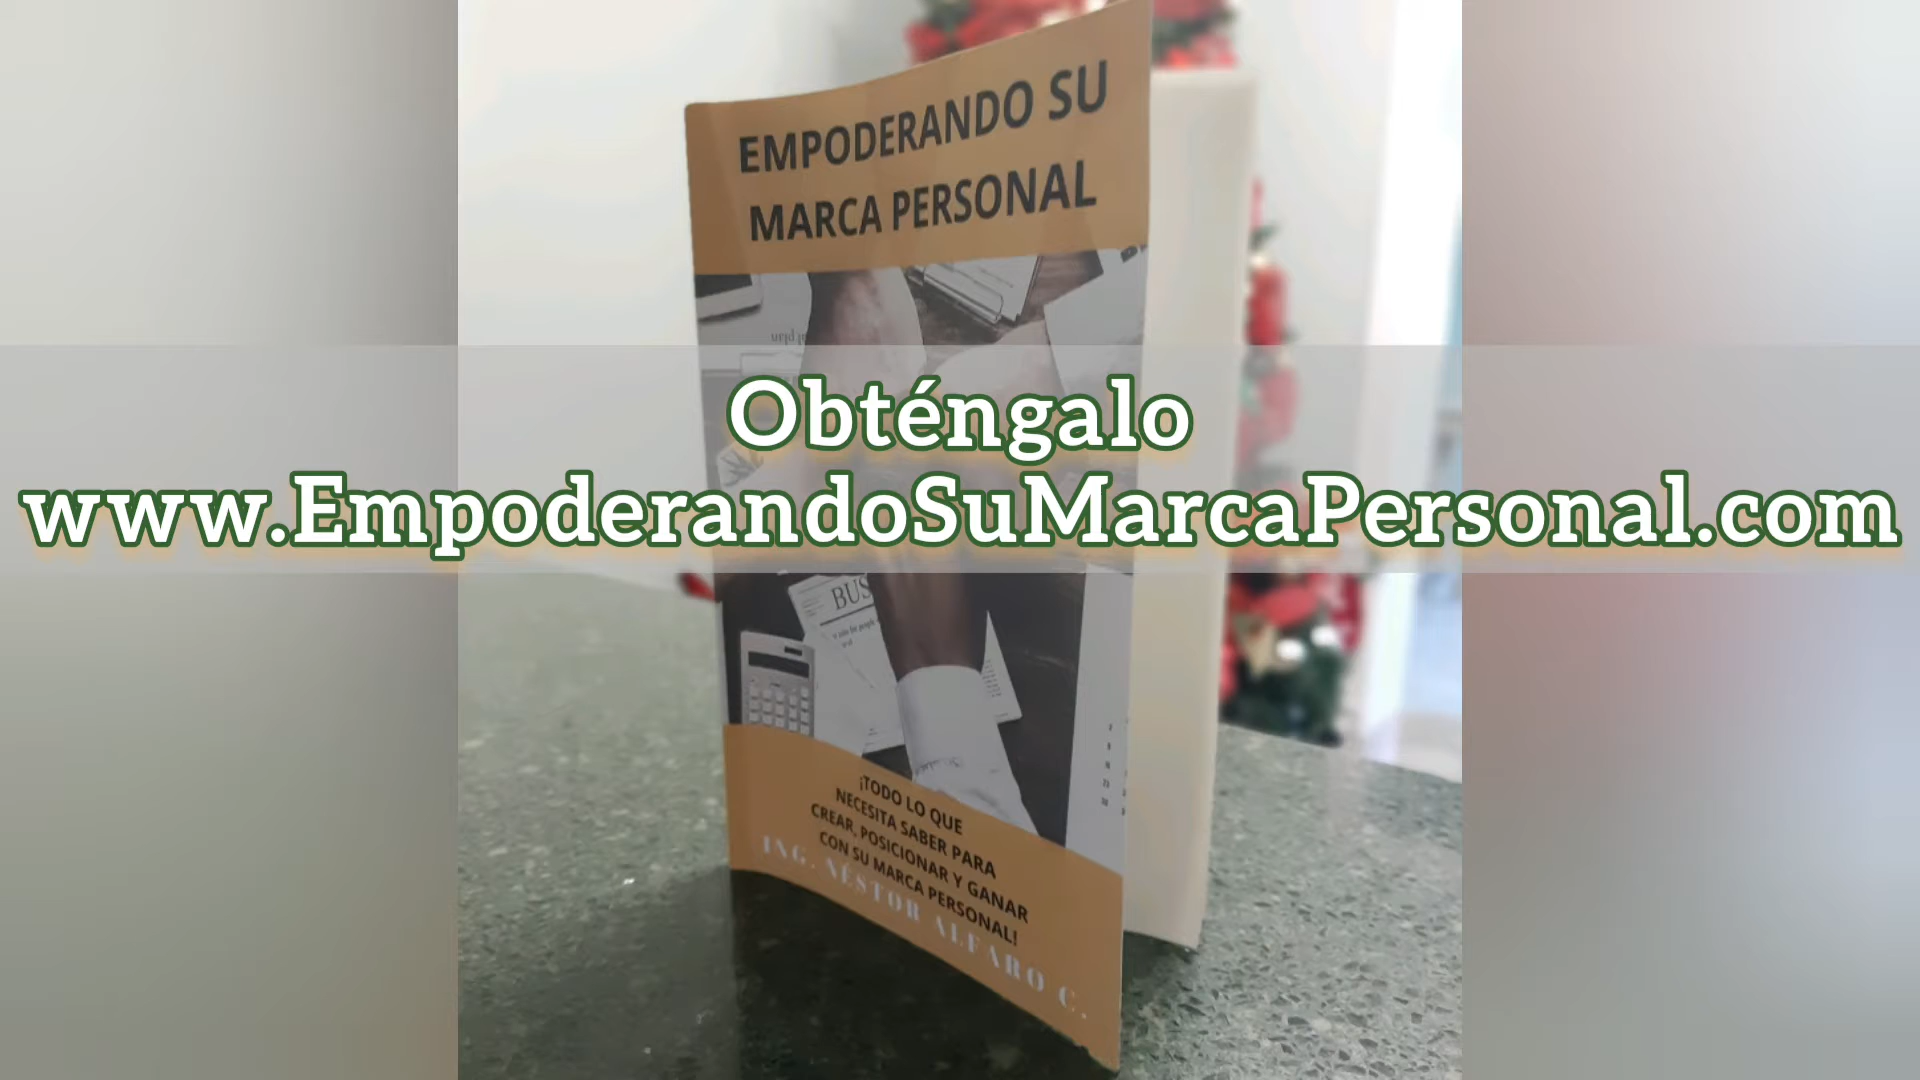 EMPODERANDO SU
MARCA PERSONAL
Obténgalo
www.EmpoderandoSuMarcaPersonal.com
BUS
¡TODO LO QUE
NECESITA SABER PARA
CREAR, POSICIONAR Y GANAR
CON SU MARCA PERSONAL!
ING. NÉSTOR ALFARO C.